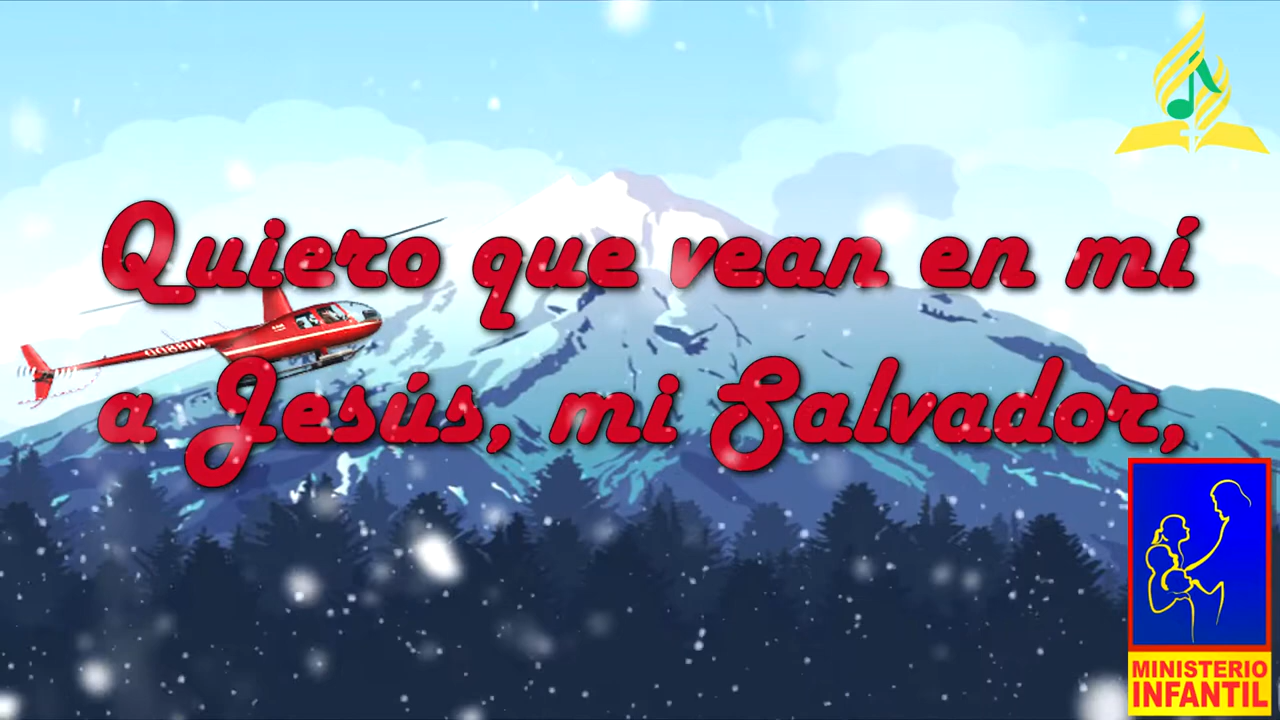 Quiero que vean en mí
a Jesús, mi Salvador,
MINISTERIO
INFANTIL